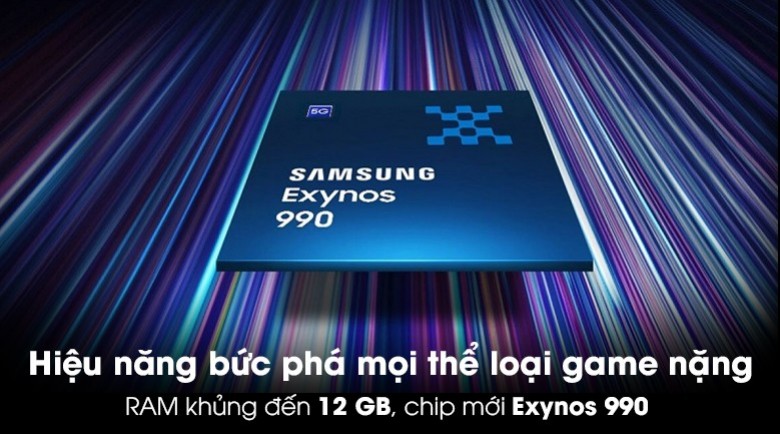 5G
SAMSUNG
Exynos
990
Hiệu năng bức phá mọi thể loại game nặng
RAM khủng đến 12 GB, chip mới Exynos 990